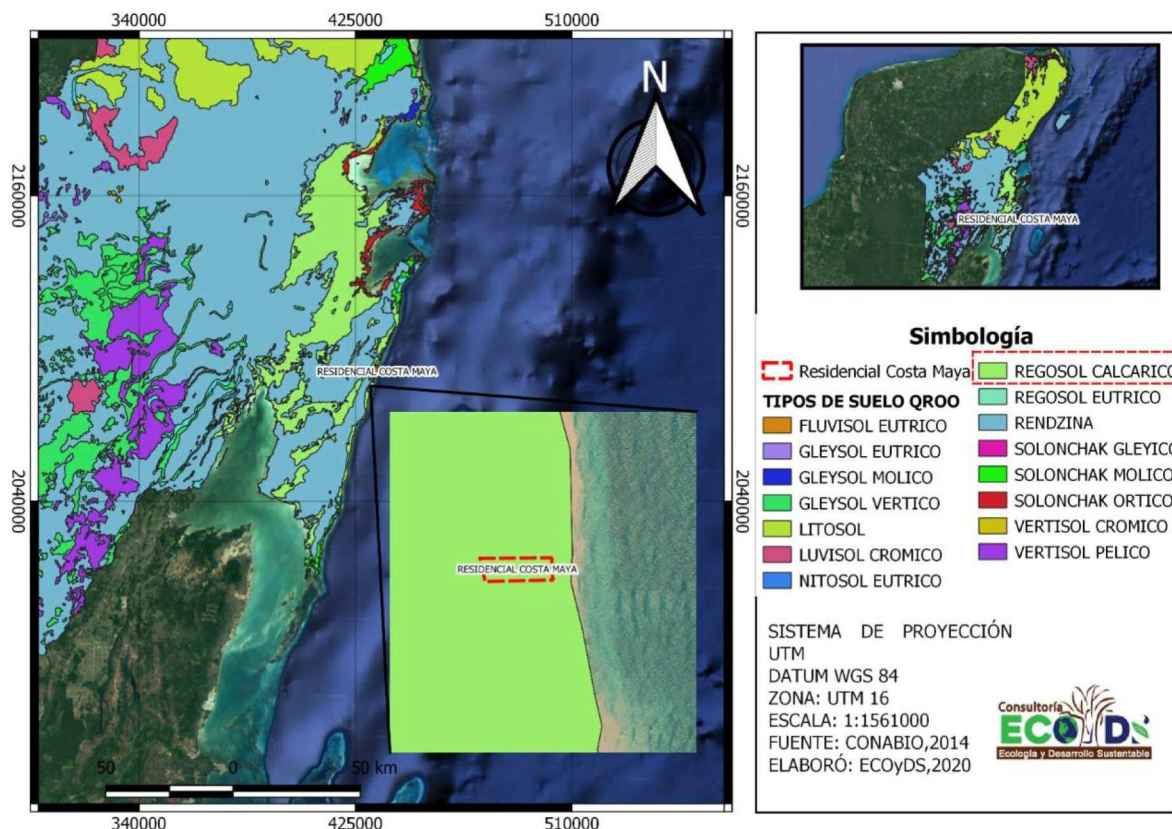 340000 425000 510000
N
2160000 2160000
RESIDENCIAL COSTA MAYA
2040000 2040000
RESIDENCIAL COSTA MAYA
50 0 50 km
340000 425000 510000
RESIDENCIAL COSTA MAYA
Simbología
Residencial Costa Maya
TIPOS DE SUELO QROO
FLUVISOL EUTRICO
GLEYSOL EUTRICO
GLEYSOL MOLICO
GLEYSOL VERTICO
LITOSOL
LUVISOL CROMICO
NITOSOL EUTRICO
REGOSOL CALCARICO
REGOSOL EUTRICO
RENDZINA
SOLONCHAK GLEYICO
SOLONCHAK MOLICO
SOLONCHAK ORTICO
VERTISOL CROMICO
VERTISOL PELICO
SISTEMA DE PROYECCIÓN
UTM
DATUM WGS 84
ZONA: UTM 16
ESCALA: 1:1561000
FUENTE: CONABIO,2014
ELABORÓ: ECOyDS,2020
Consultoría
ECOyDS
Ecología y Desarrollo Sustentable